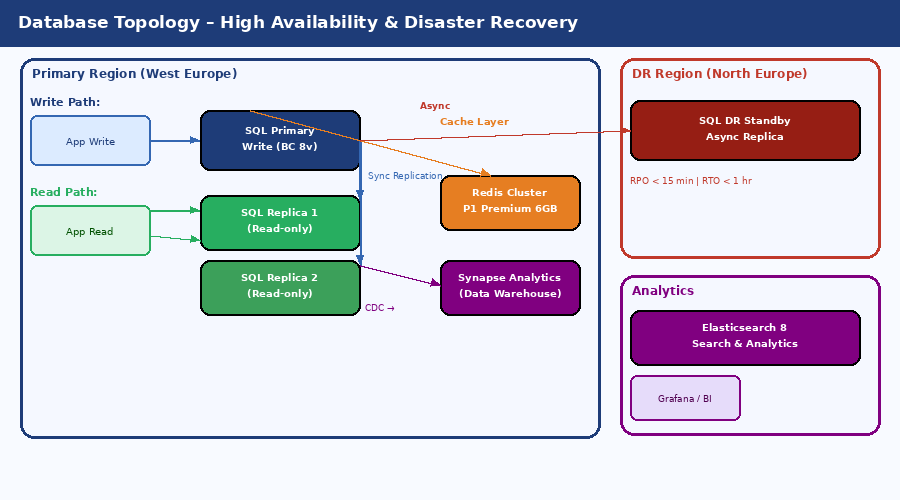 Database Topology – High Availability & Disaster Recovery
Primary Region (West Europe)
Write Path:
App Write
SQL Primary
Write (BC 8v)
Async
Cache Layer
Sync Replication
Read Path:
App Read
SQL Replica 1
(Read-only)
Redis Cluster
P1 Premium 6GB
SQL Replica 2
(Read-only)
CDC →
Synapse Analytics
(Data Warehouse)
DR Region (North Europe)
SQL DR Standby
Async Replica
RPO < 15 min | RTO < 1 hr
Analytics
Elasticsearch 8
Search & Analytics
Grafana / BI